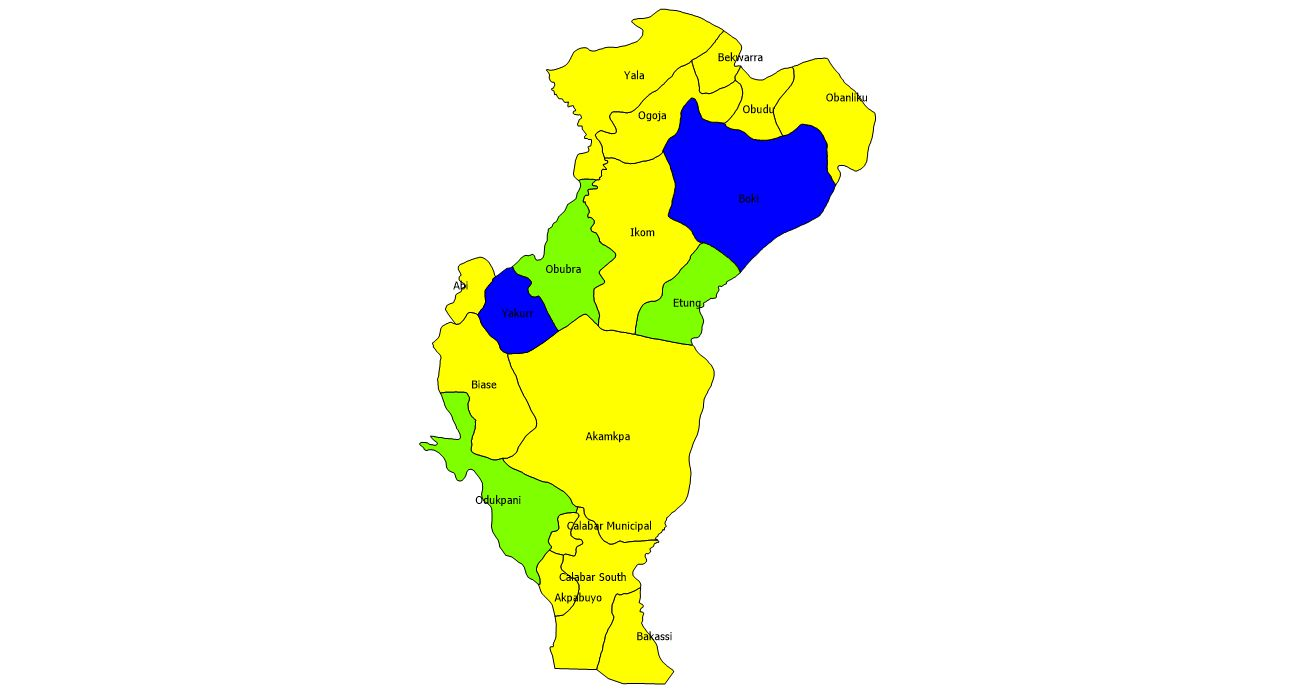 Bekwarra
Yala
Obanliku
Obudu
Ogoja
Boki
Ikom
Obubra
Abi
Etung
Yakurr
Biase
Akamkpa
Odukpani
Calabar Municipal
Calabar South
Akpabuyo
Bakassi